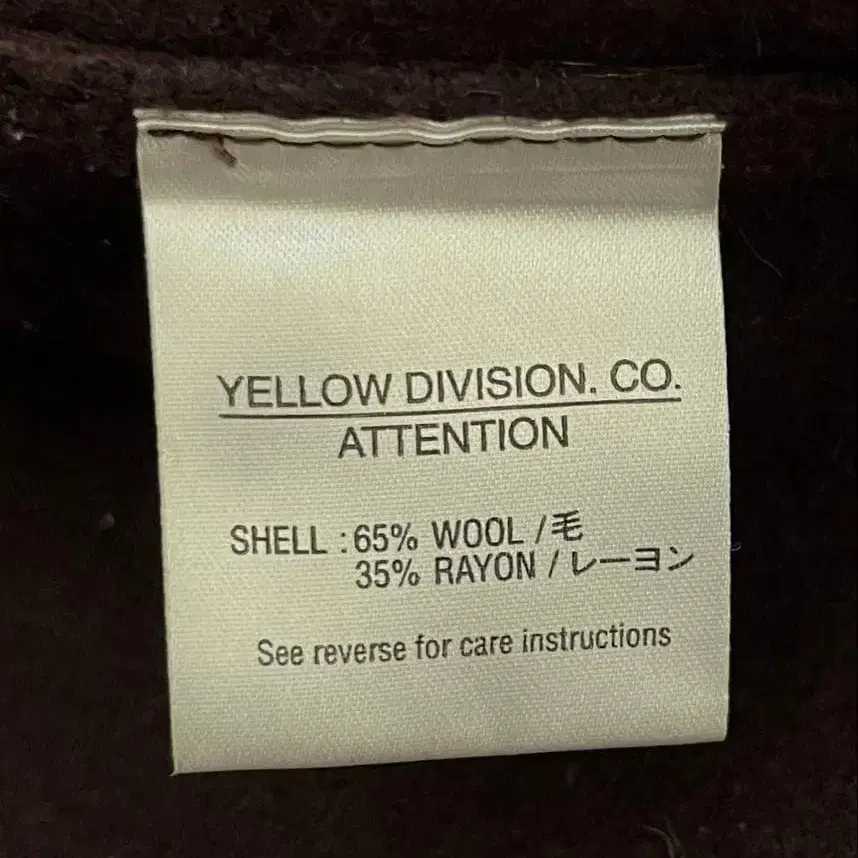 YELLOW DIVISION. CO.
ATTENTION
SHELL : 65% WOOL / 毛
35% RAYON / レーヨン
See reverse for care instructions